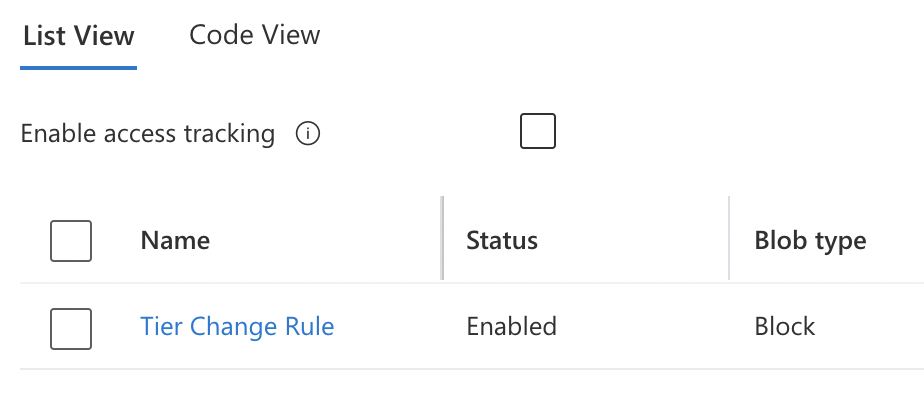 List View Code View
Enable access tracking
Name Status Blob type
Tier Change Rule Enabled Block